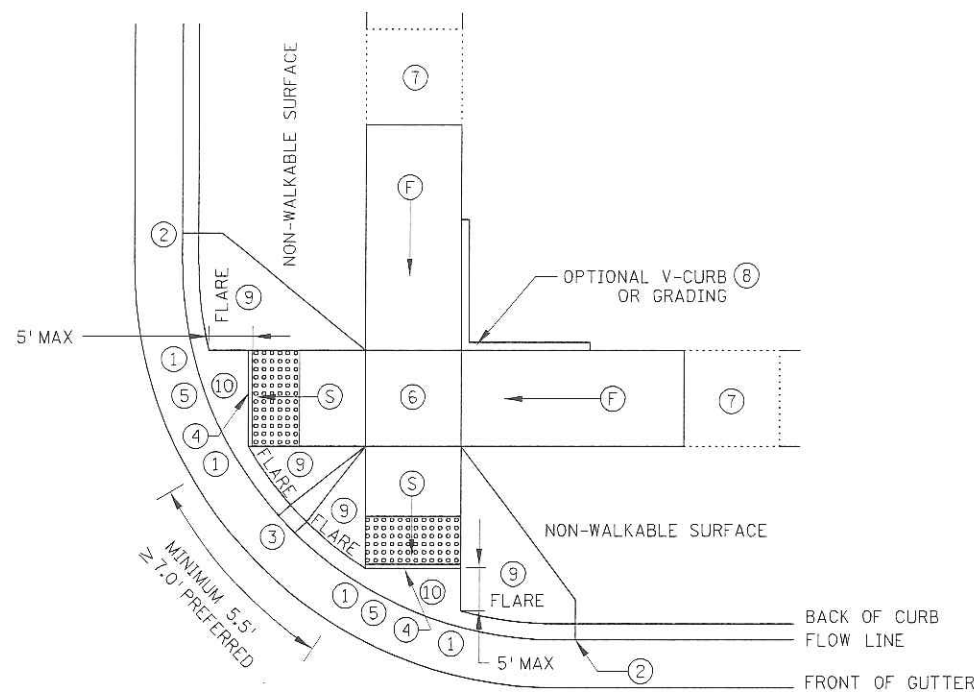 7
NON-WALKABLE SURFACE
F
2
OPTIONAL V-CURB 8
OR GRADING
FLARE
9
5' MAX
1
10
S
6
F
7
5
4
1
9
FLARE
9
FLARE
S
3
NON-WALKABLE SURFACE
9
FLARE
MINIMUM 5.5'
≥ 7.0' PREFERRED
10
1
5
4
1
BACK OF CURB
FLOW LINE
5' MAX
2
FRONT OF GUTTER